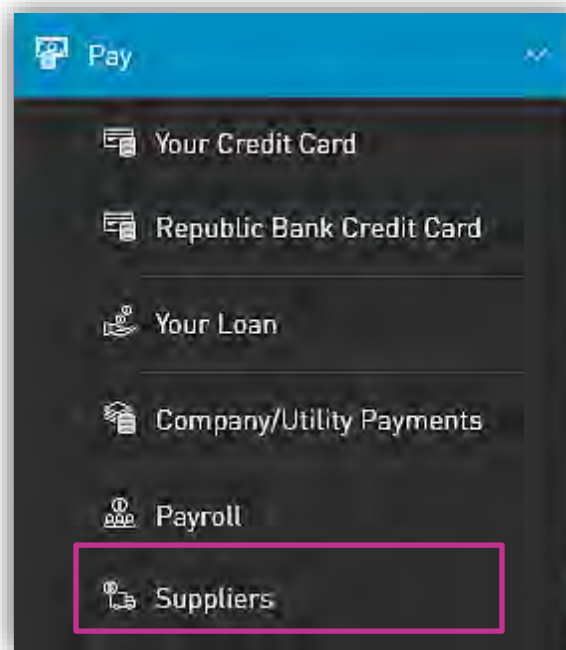 Pay
Your Credit Card
Republic Bank Credit Card
Your Loan
Company/Utility Payments
Payroll
Suppliers